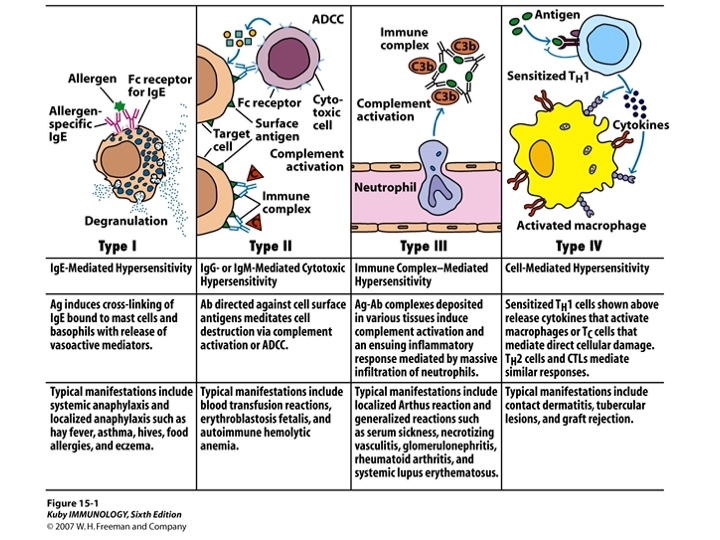 Allergen
Fc receptor
for IgE
Allergen-
specific
IgE
Degranulation
Type I
ADCC
Fc receptor
Cyto-
toxic
cell
Target
cell
Surface
antigen
Complement
activation
C
C
Immune
complex
Type II
Immune
complex
C3b
C3b
C3b
Complement
activation
Neutrophil
Type III
Antigen
Sensitized TH1
Cytokines
Activated macrophage
Type IV
IgE-Mediated Hypersensitivity
IgG- or IgM-Mediated Cytotoxic
Hypersensitivity
Immune Complex–Mediated
Hypersensitivity
Cell-Mediated Hypersensitivity
Ag induces cross-linking of
IgE bound to mast cells and
basophils with release of
vasoactive mediators.
Ab directed against cell surface
antigens meditates cell
destruction via complement
activation or ADCC.
Ag-Ab complexes deposited
in various tissues induce
complement activation and
an ensuing inflammatory
response mediated by massive
infiltration of neutrophils.
Sensitized TH1 cells shown above
release cytokines that activate
macrophages or TC cells that
mediate direct cellular damage.
TH2 cells and CTLs mediate
similar responses.
Typical manifestations include
systemic anaphylaxis and
localized anaphylaxis such as
hay fever, asthma, hives, food
allergies, and eczema.
Typical manifestations include
blood transfusion reactions,
erythroblastosis fetalis, and
autoimmune hemolytic
anemia.
Typical manifestations include
localized Arthus reaction and
generalized reactions such
as serum sickness, necrotizing
vasculitis, glomerulonephritis,
rheumatoid arthritis, and
systemic lupus erythematosus.
Typical manifestations include
contact dermatitis, tubercular
lesions, and graft rejection.
Figure 15-1
Kuby IMMUNOLOGY, Sixth Edition
© 2007 W. H. Freeman and Company